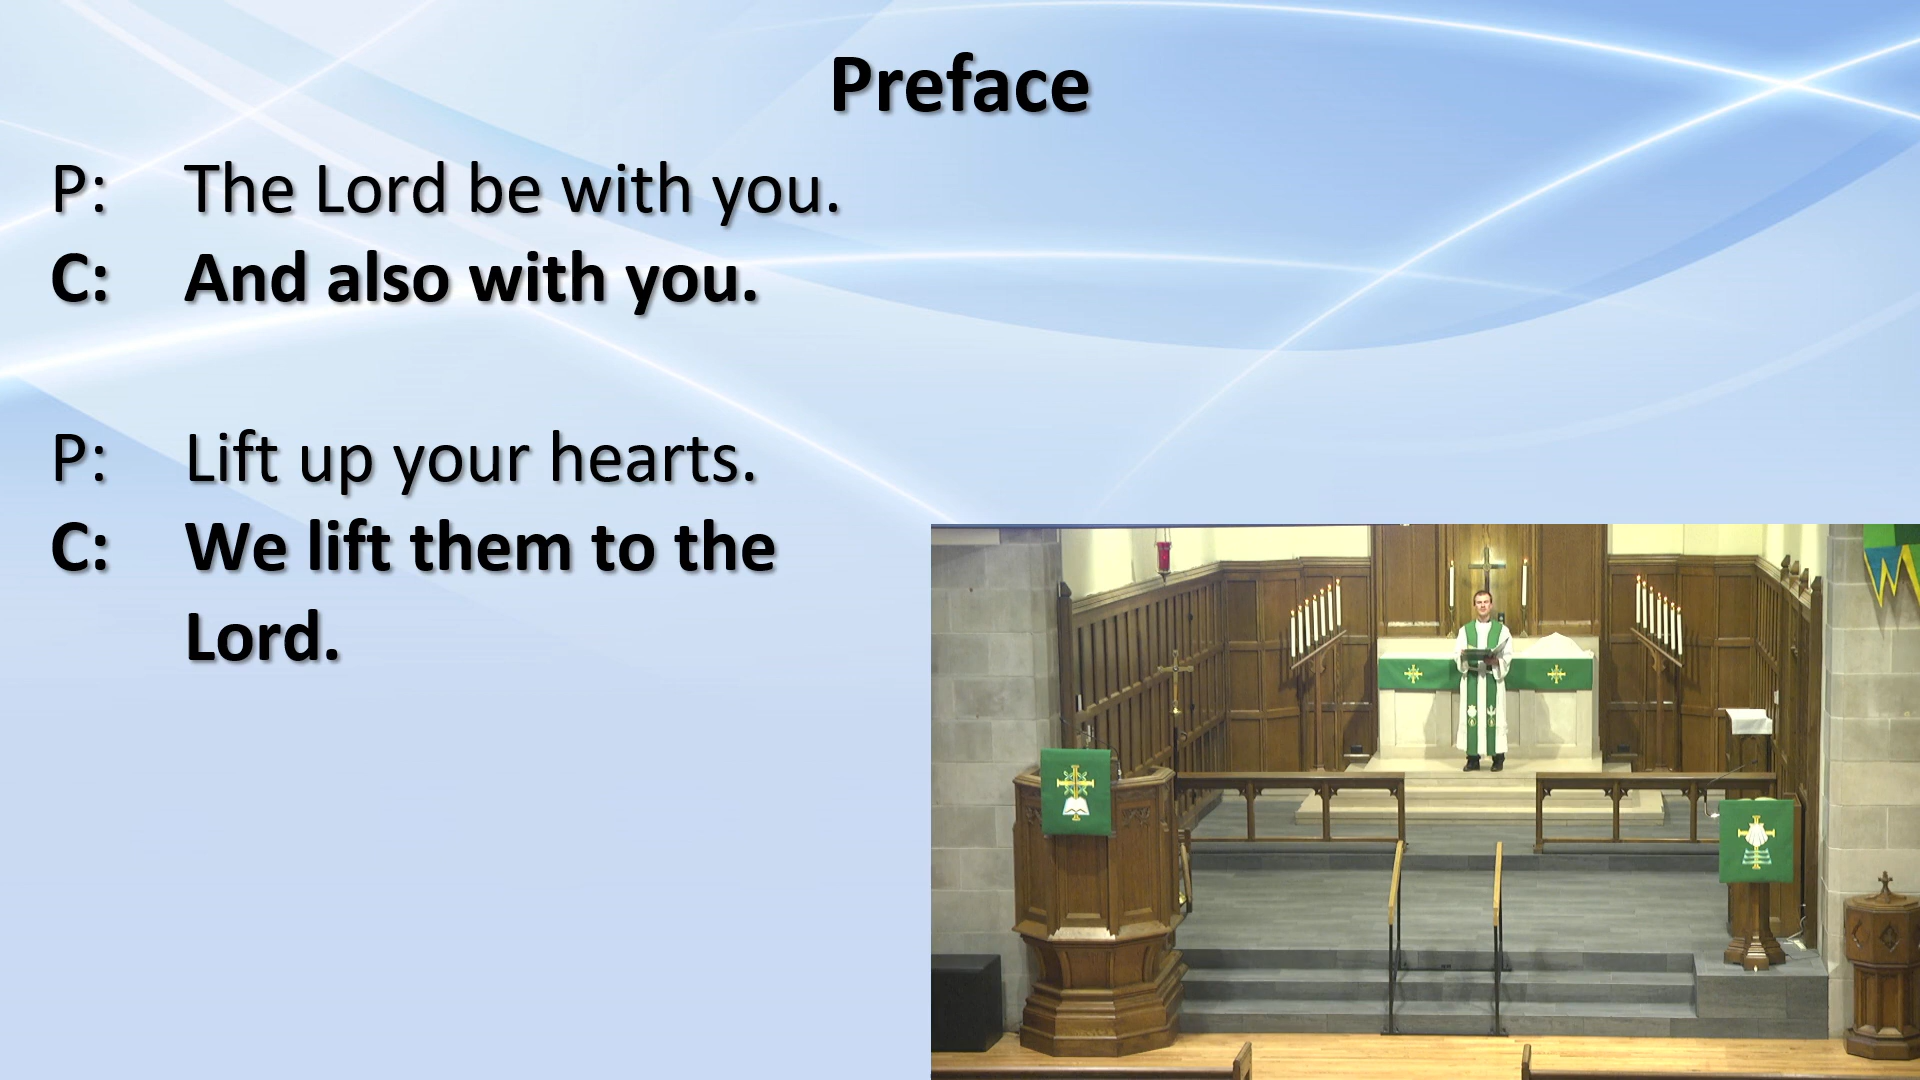 Preface
P: The Lord be with you.
C: And also with you.
P: Lift up your hearts.
C: We lift them to the
Lord.